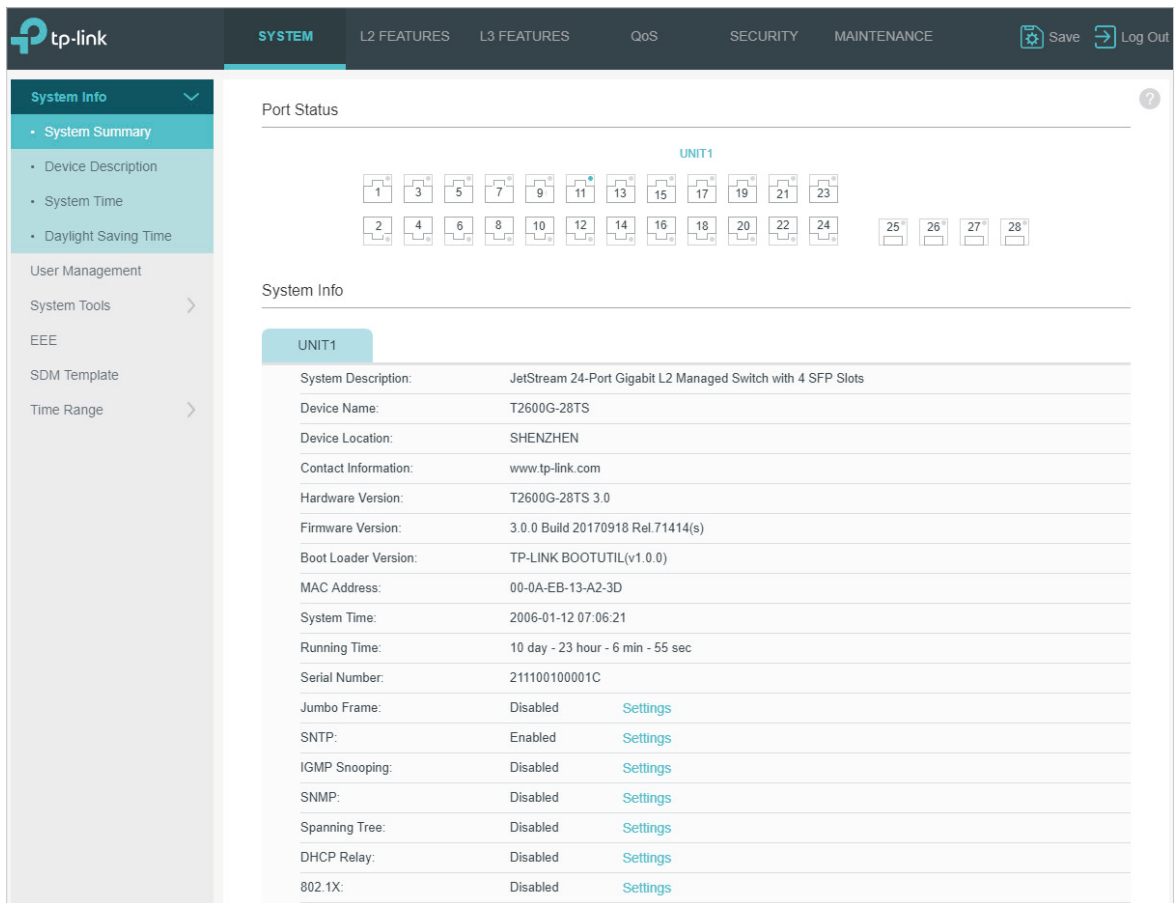 tp-link
SYSTEM L2 FEATURES L3 FEATURES QoS SECURITY MAINTENANCE Save Log Out
System Info
• System Summary
• Device Description
• System Time
• Daylight Saving Time
User Management
System Tools
EEE
SDM Template
Time Range
Port Status
?
UNIT1
1 3 5 7 9 11 13 15 17 19 21 23
2 4 6 8 10 12 14 16 18 20 22 24 25 26 27 28
System Info
UNIT1
System Description: JetStream 24-Port Gigabit L2 Managed Switch with 4 SFP Slots
Device Name: T2600G-28TS
Device Location: SHENZHEN
Contact Information: www.tp-link.com
Hardware Version: T2600G-28TS 3.0
Firmware Version: 3.0.0 Build 20170918 Rel.71414(s)
Boot Loader Version: TP-LINK BOOTUTIL(v1.0.0)
MAC Address: 00-0A-EB-13-A2-3D
System Time: 2006-01-12 07:06:21
Running Time: 10 day - 23 hour - 6 min - 55 sec
Serial Number: 211100100001C
Jumbo Frame: Disabled Settings
SNTP: Enabled Settings
IGMP Snooping: Disabled Settings
SNMP: Disabled Settings
Spanning Tree: Disabled Settings
DHCP Relay: Disabled Settings
802.1X: Disabled Settings